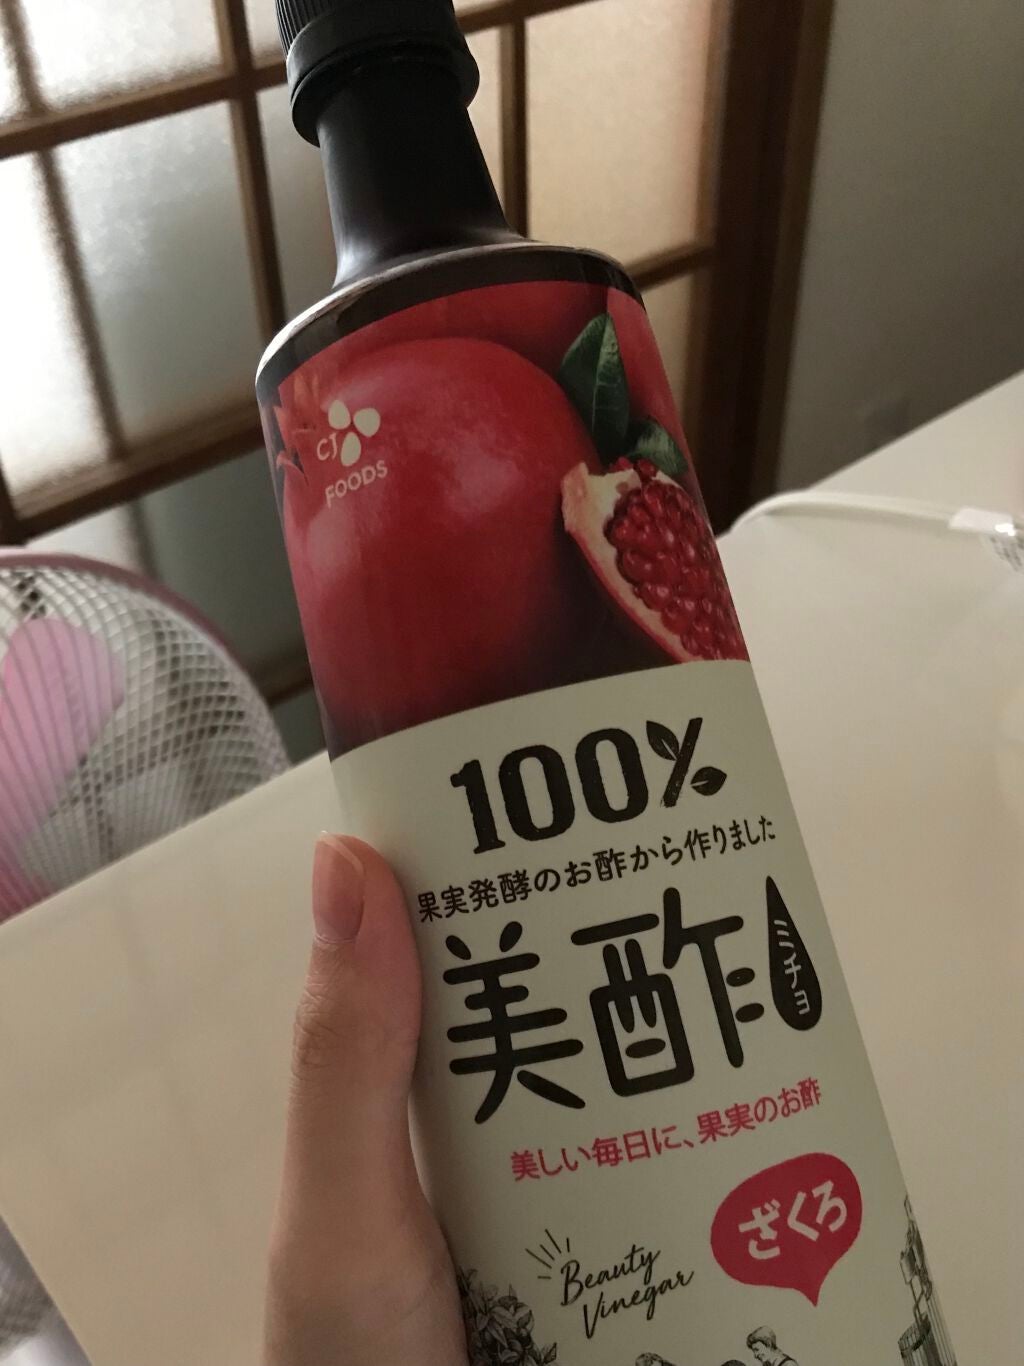 CJ
FOODS
100%
果実発酵のお酢から作りました
美酢
ミチョ
美しい毎日に、果実のお酢
ざくろ
Beauty
Vinegar